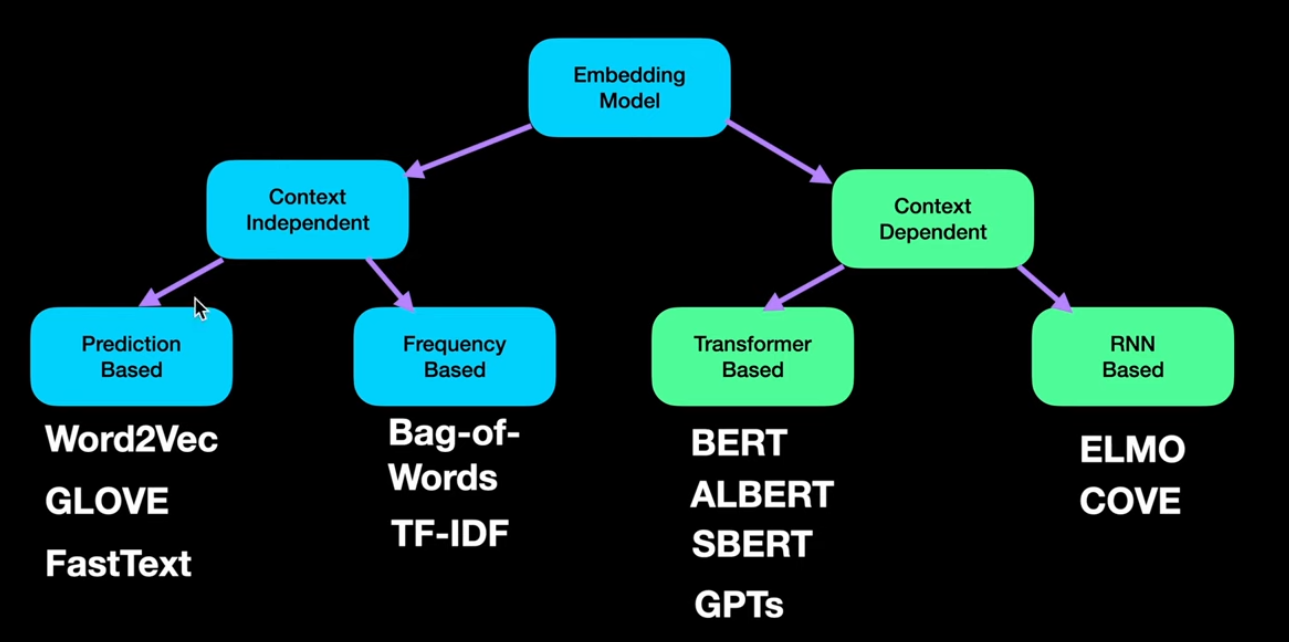 Embedding
Model
Context
Independent
Context
Dependent
Prediction
Based
Frequency
Based
Transformer
Based
RNN
Based
Word2Vec
GLOVE
FastText
Bag-of-
Words
TF-IDF
BERT
ALBERT
SBERT
GPTs
ELMO
COVE